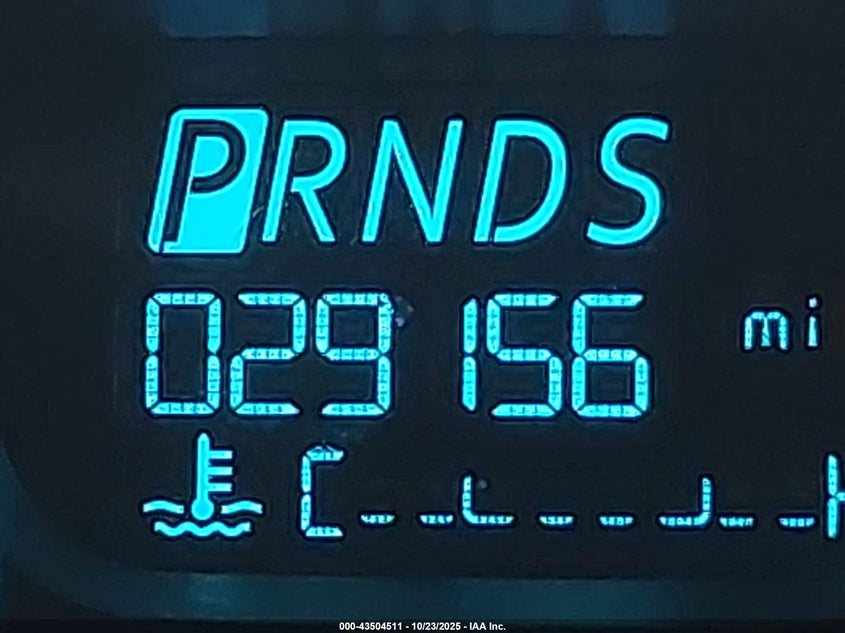 PRNDS
029156 mi
C H
000-43504511 - 10/23/2025 - IAA Inc.